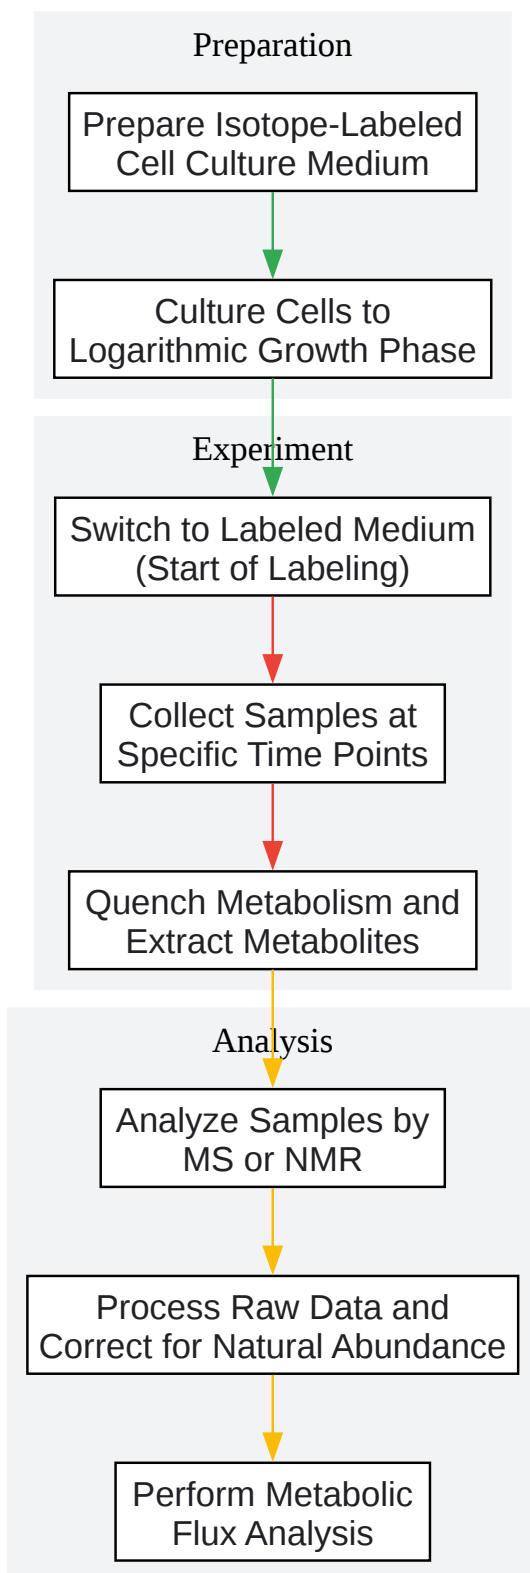 Preparation
Prepare Isotope-Labeled
Cell Culture Medium
Culture Cells to
Logarithmic Growth Phase
Experiment
Switch to Labeled Medium
(Start of Labeling)
Collect Samples at
Specific Time Points
Quench Metabolism and
Extract Metabolites
Analysis
Analyze Samples by
MS or NMR
Process Raw Data and
Correct for Natural Abundance
Perform Metabolic
Flux Analysis